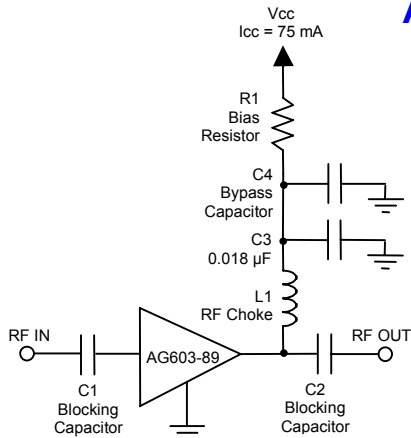 Vcc
Icc = 75 mA
A
R1
Bias
Resistor
C4
Bypass
Capacitor
C3
0.018 µF
L1
RF Choke
RF IN
AG603-89
RF OUT
C1
Blocking
Capacitor
C2
Blocking
Capacitor